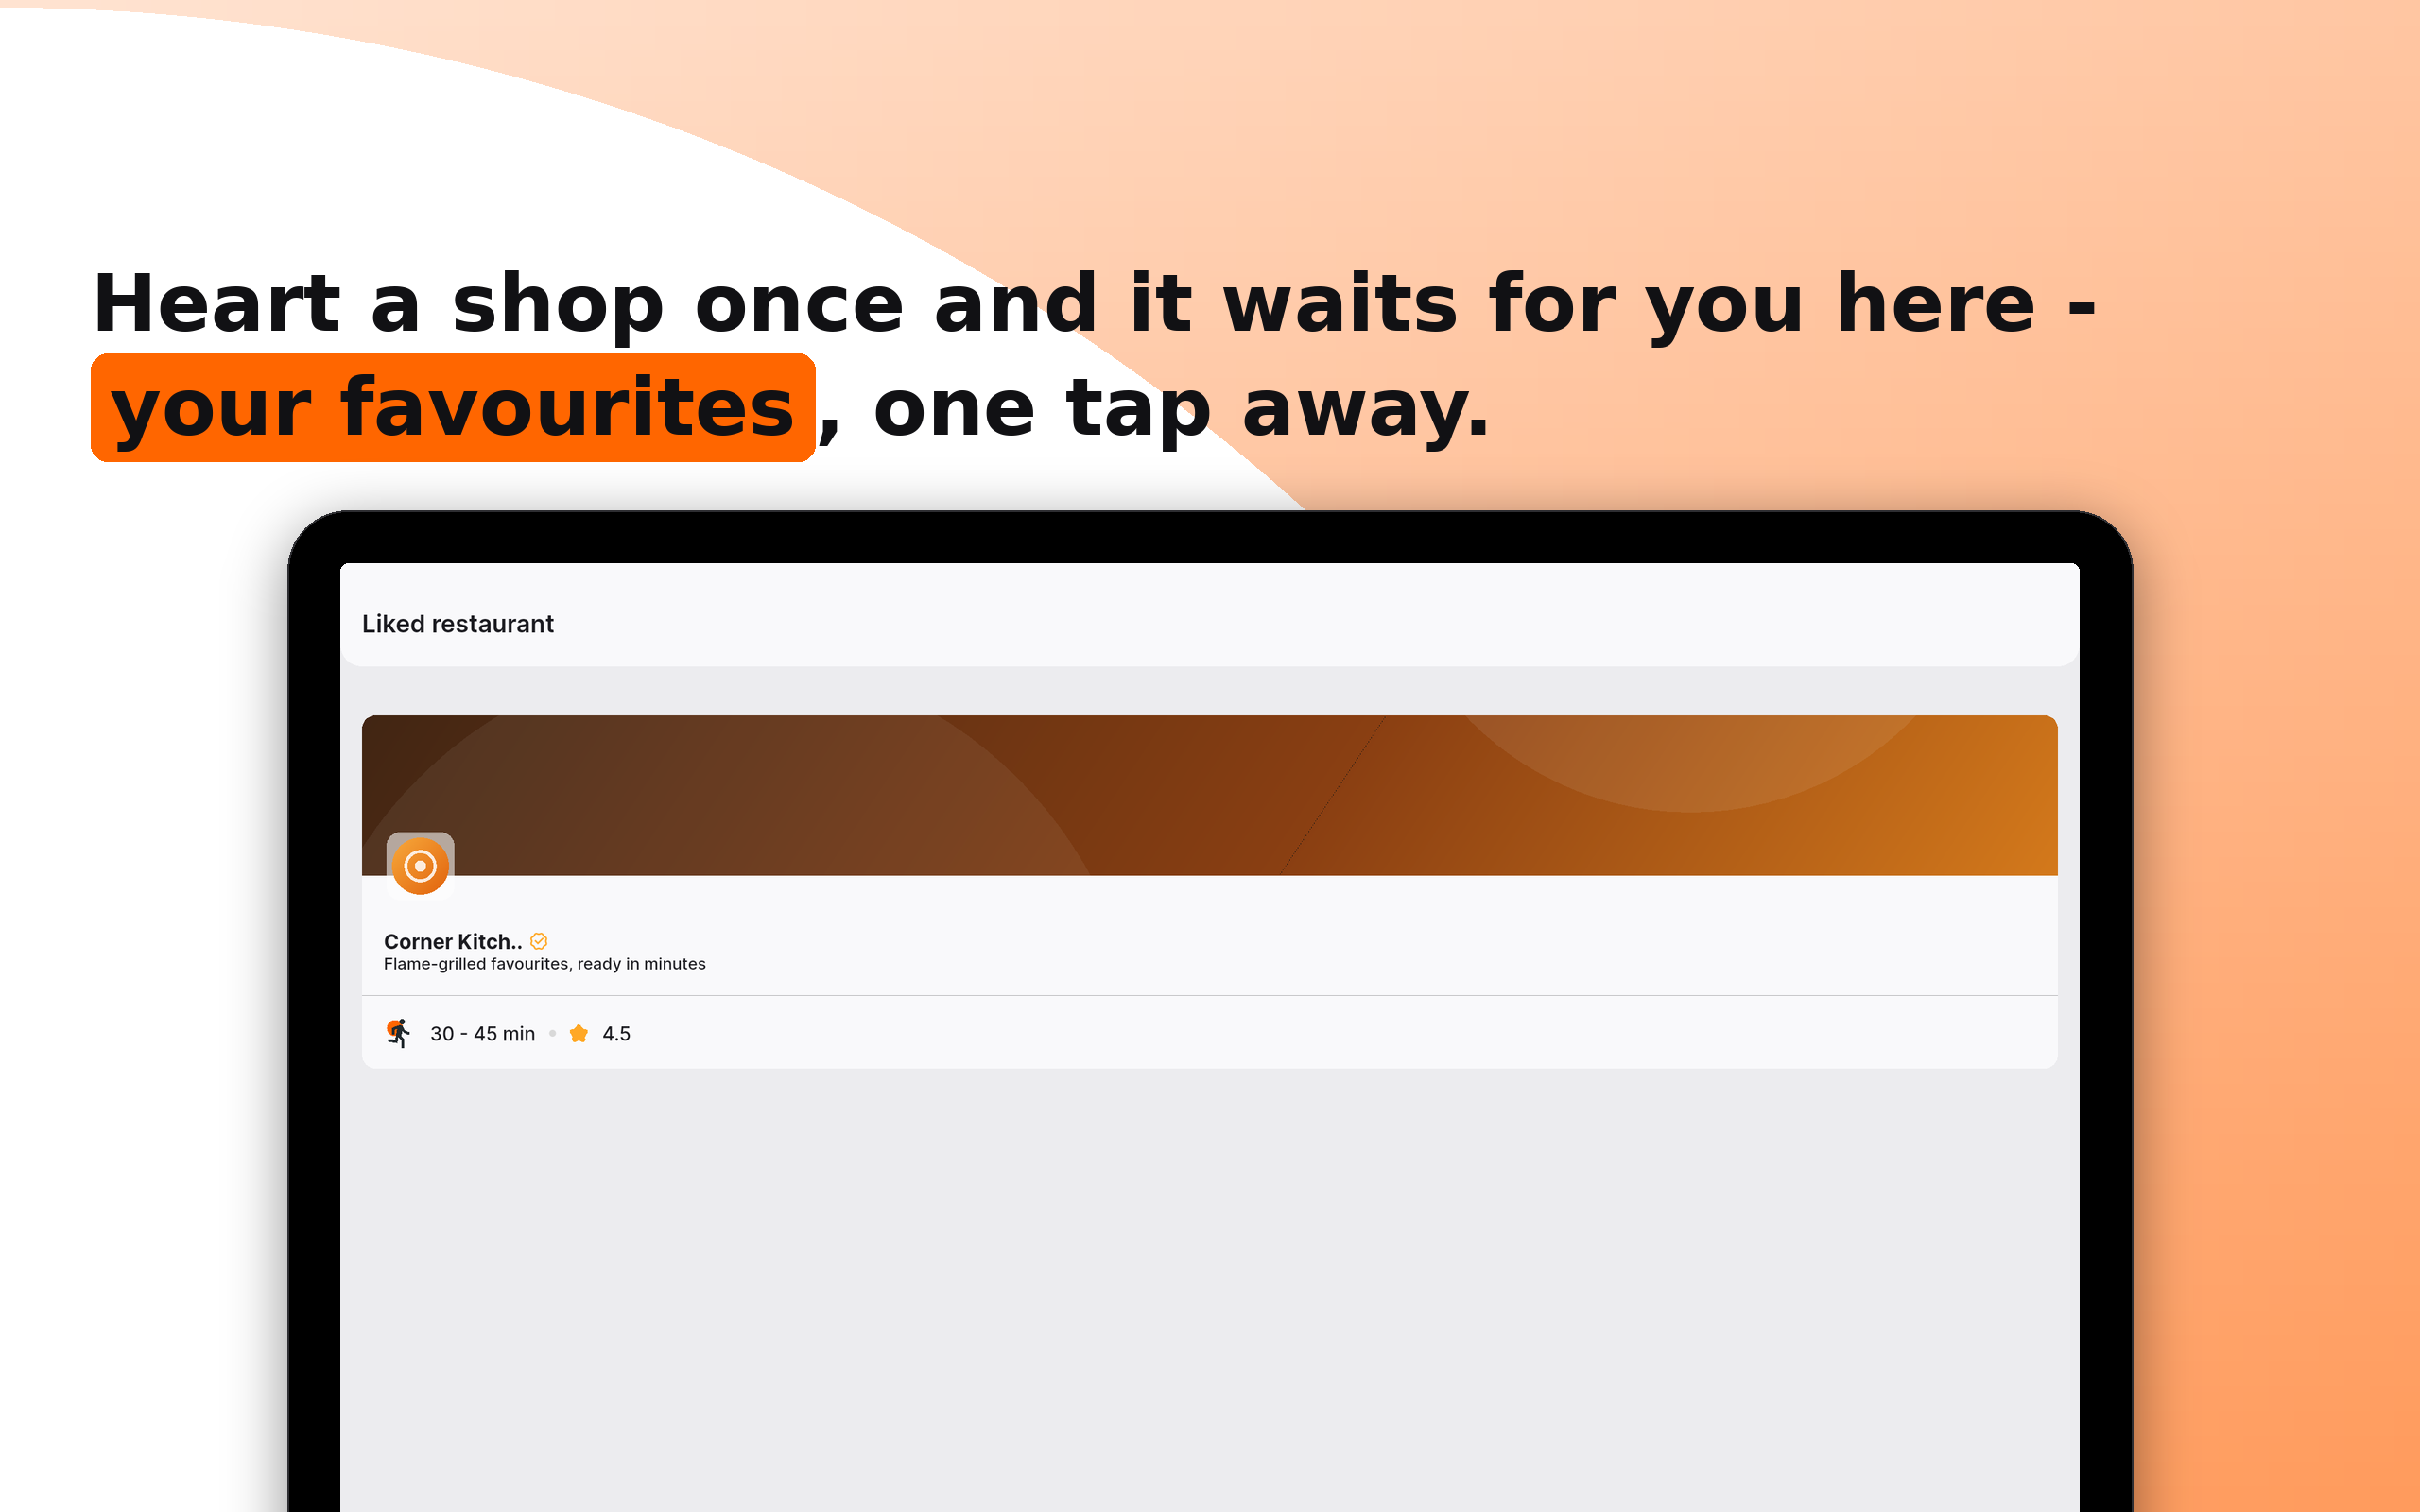 Heart a shop once and it waits for you here -
your favourites, one tap away.
Liked restaurant
Corner Kitch..
Flame-grilled favourites, ready in minutes
30 - 45 min • 4.5